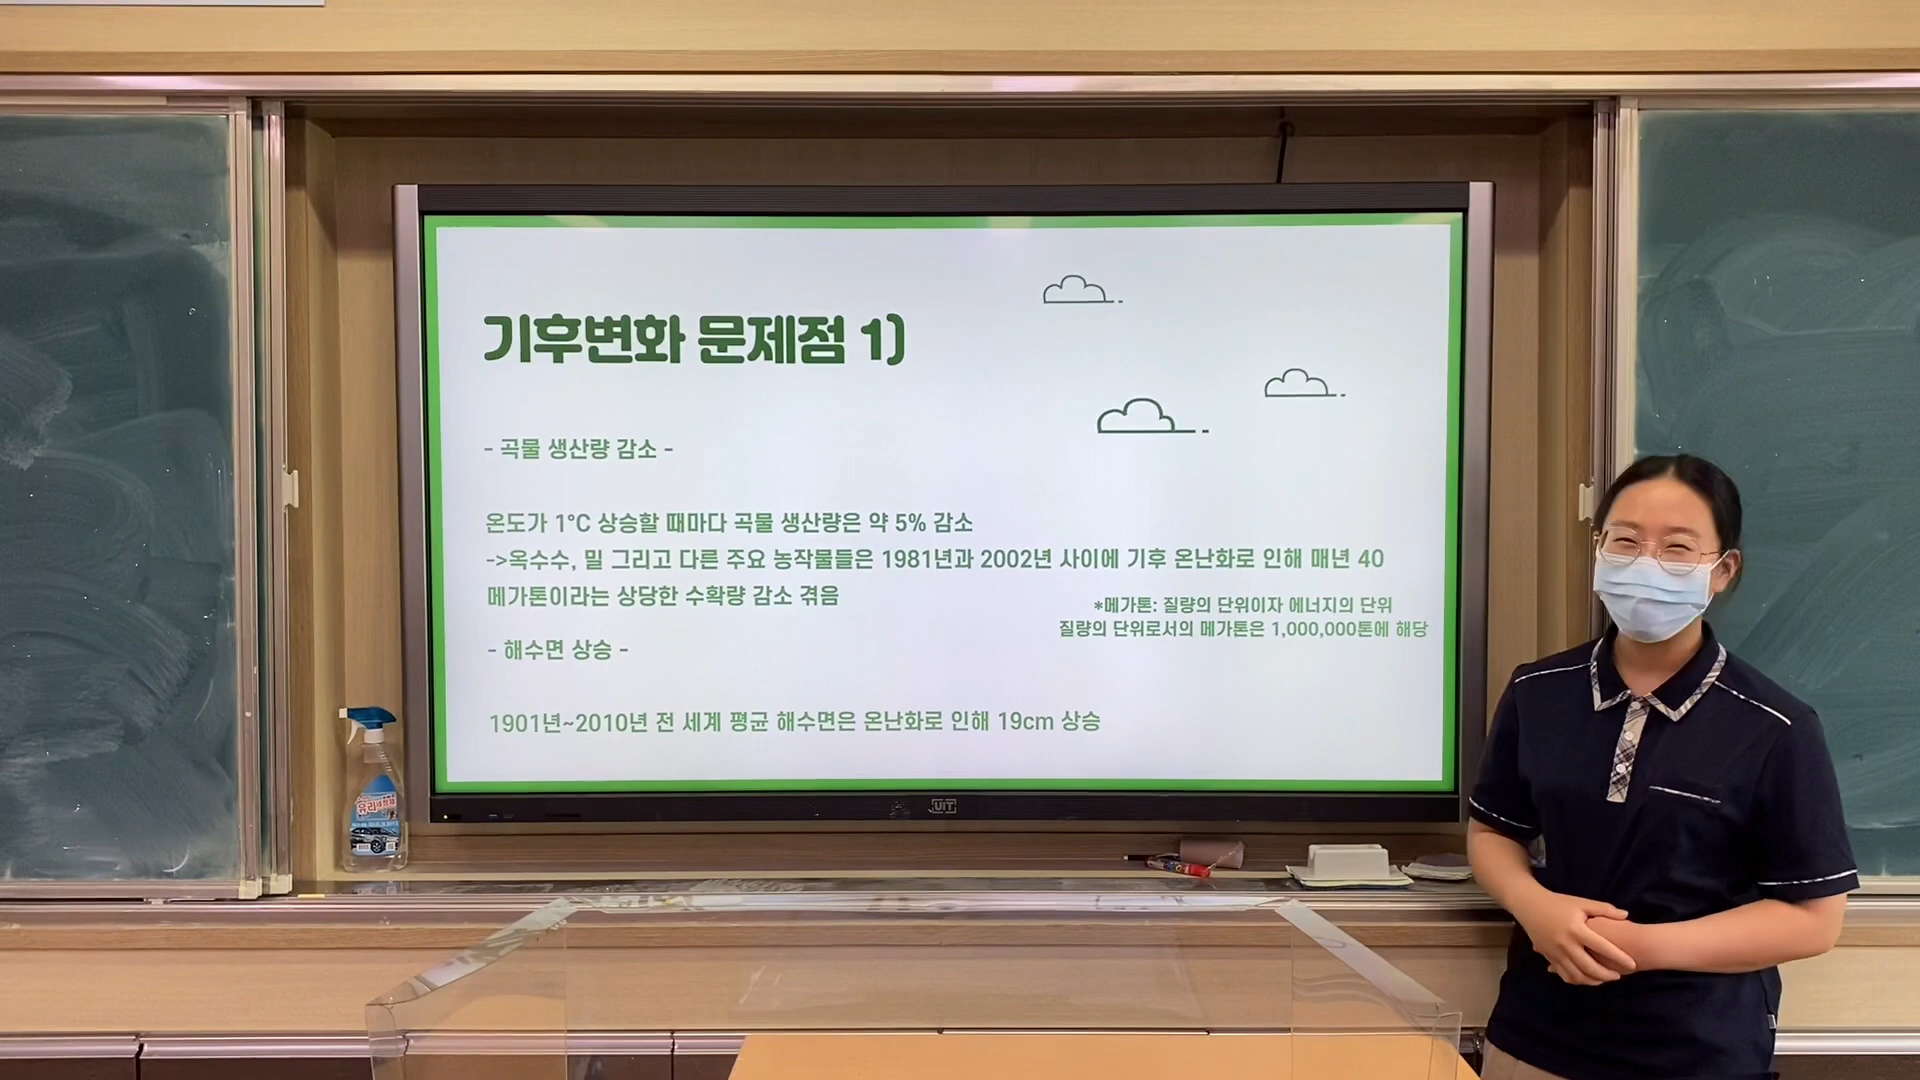 기후변화 문제점 1)
- 곡물 생산량 감소 -
온도가 1°C 상승할 때마다 곡물 생산량은 약 5% 감소
->옥수수, 밀 그리고 다른 주요 농작물들은 1981년과 2002년 사이에 기후 온난화로 인해 매년 40
메가톤이라는 상당한 수확량 감소 겪음
*메가톤: 질량의 단위이자 에너지의 단위
질량의 단위로서의 메가톤은 1,000,000톤에 해당
- 해수면 상승 -
1901년~2010년 전 세계 평균 해수면은 온난화로 인해 19cm 상승
UIT
유리세정제